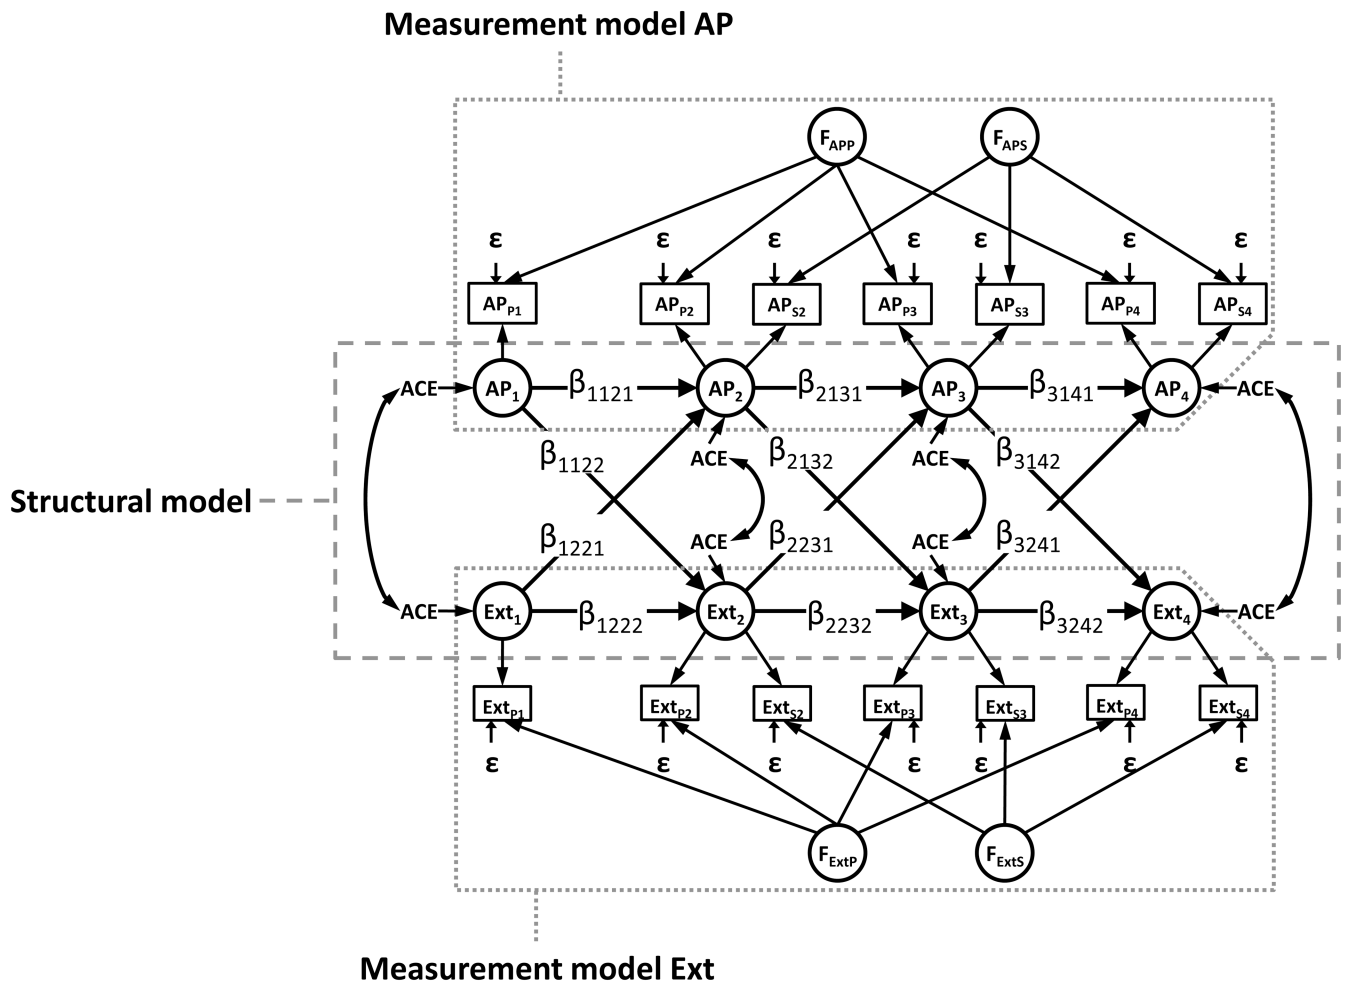 Measurement model AP
F_APP F_APS
ε ε ε ε ε ε ε
AP_P1 AP_P2 AP_S2 AP_P3 AP_S3 AP_P4 AP_S4
ACE AP_1 β_1121 AP_2 β_2131 AP_3 β_3141 AP_4 ACE
β_1122 ACE β_2132 ACE β_3142
Structural model
β_1221 ACE β_2231 ACE β_3241
ACE Ext_1 β_1222 Ext_2 β_2232 Ext_3 β_3242 Ext_4 ACE
Ext_P1 Ext_P2 Ext_S2 Ext_P3 Ext_S3 Ext_P4 Ext_S4
ε ε ε ε ε ε ε
F_ExtP F_ExtS
Measurement model Ext